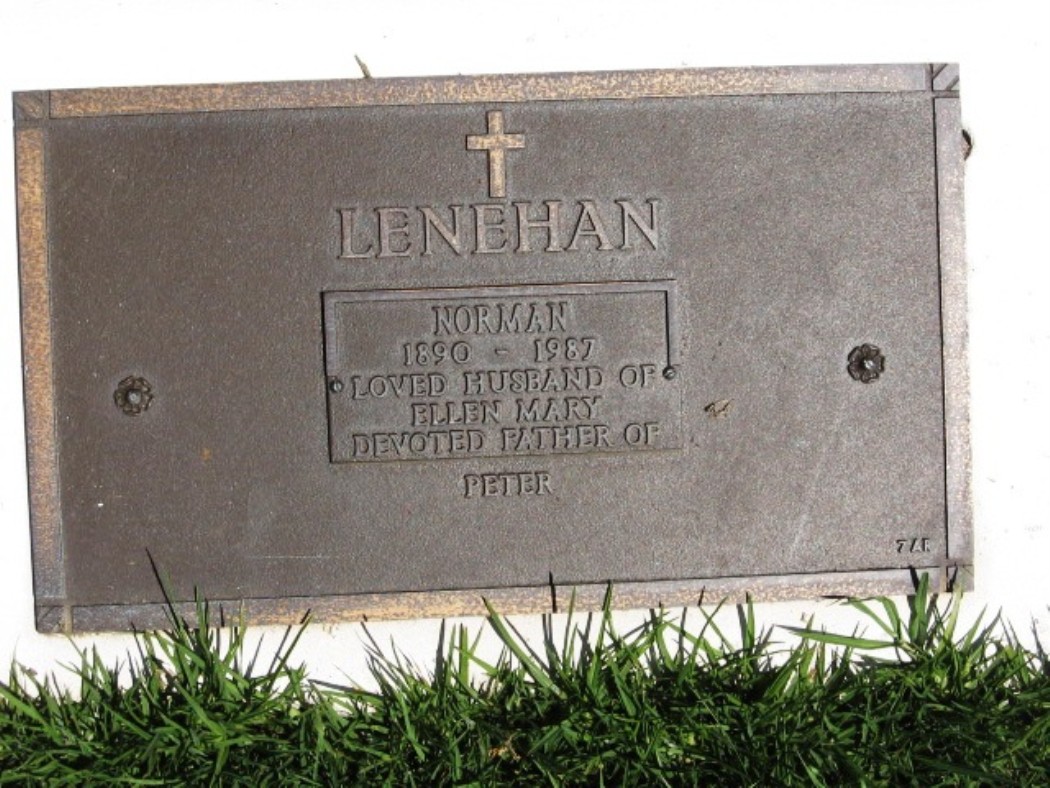 LENEHAN
NORMAN
1890 - 1987
LOVED HUSBAND OF
ELLEN MARY
DEVOTED FATHER OF
PETER